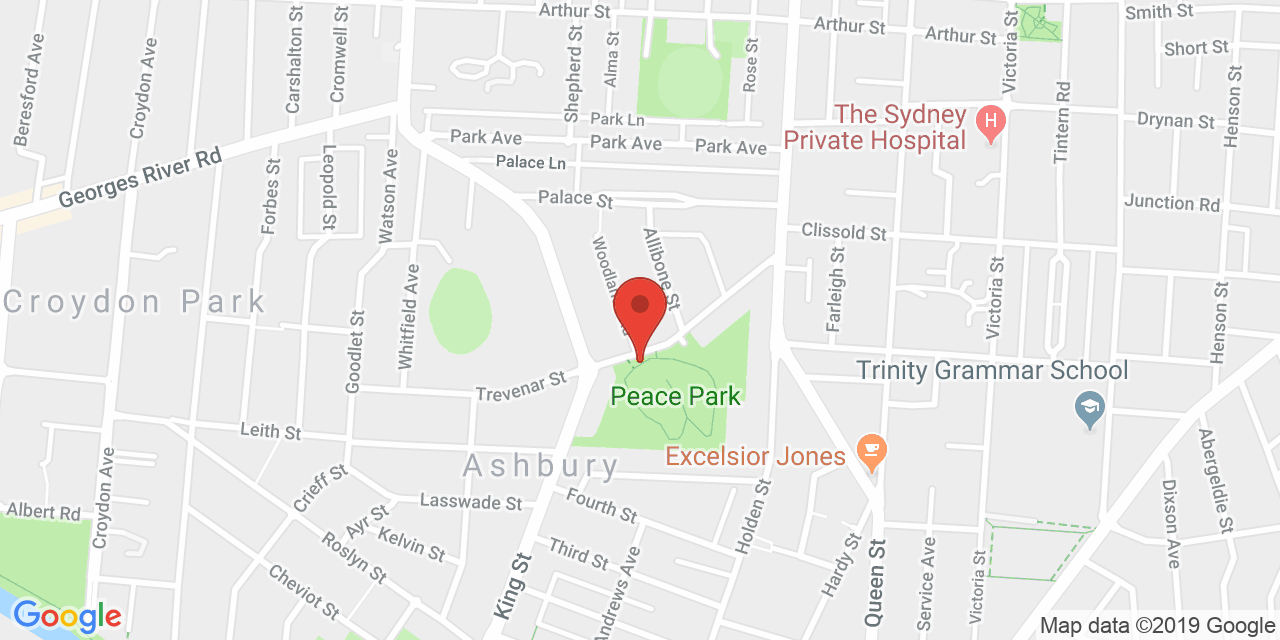 Arthur St
Arthur St
Arthur St
Smith St
Short St
Beresford Ave
Croydon Ave
Carshalton St
Cromwell St
Shepherd St
Alma St
Rose St
Victoria St
Tintern Rd
Henson St
Park Ln
The Sydney
Private Hospital
H
Drynan St
Park Ave
Park Ave
Park Ave
Palace Ln
Georges River Rd
Forbes St
Leopold St
Watson Ave
Palace St
Junction Rd
Clissold St
Woodlan
Allibone St
Farleigh St
Victoria St
Henson St
Croydon Park
Goodlet St
Whitfield Ave
Trevenar St
Peace Park
Trinity Grammar School
Leith St
Ashbury
Excelsior Jones
Abergeldie St
Croydon Ave
Albert Rd
Crieff St
Ayr St
Lasswade St
Kelvin St
Fourth St
Third St
Holden St
Dixson Ave
Roslyn St
Cheviot St
King St
Andrews Ave
Hardy St
Queen St
Service Ave
Victoria St
Google
Map data ©2019 Google